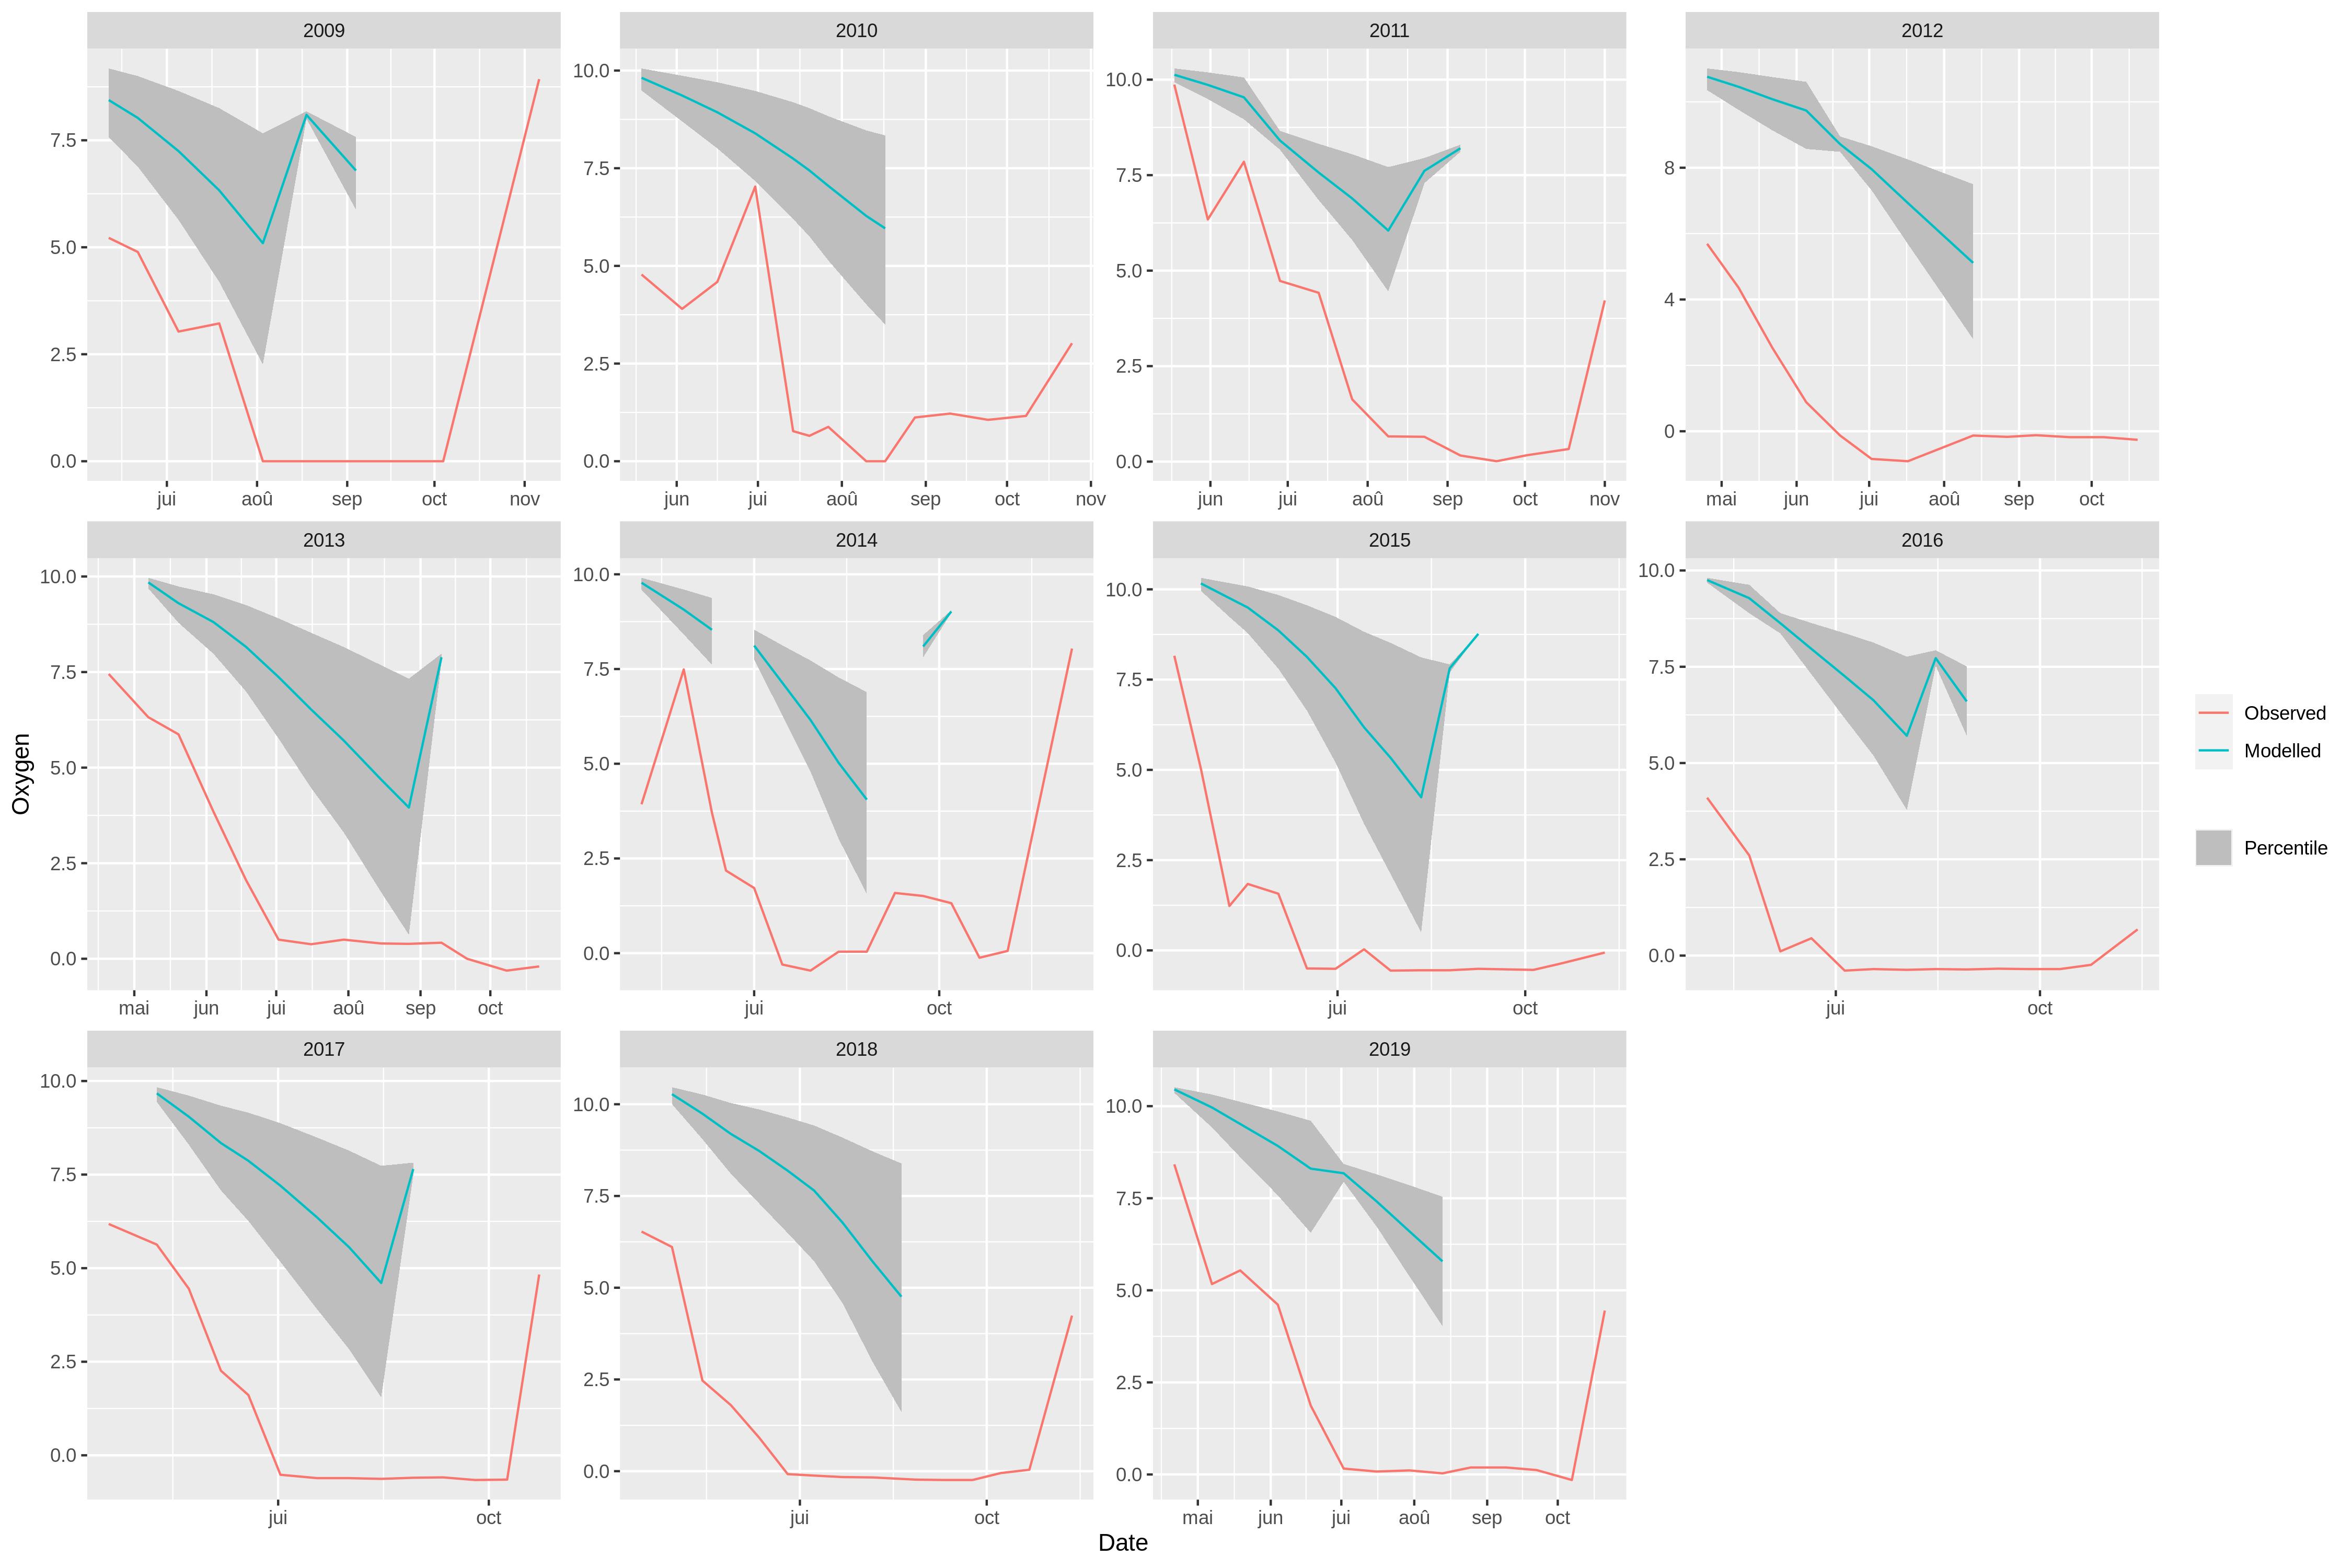 2009 2010 2011 2012
7.5 5.0 2.5 0.0
10.0 7.5 5.0 2.5 0.0
10.0 7.5 5.0 2.5 0.0
8 4 0
jui aoû sep oct nov
jun jui aoû sep oct nov
jun jui aoû sep oct nov
mai jun jui aoû sep oct
2013 2014 2015 2016
10.0 7.5 5.0 2.5 0.0
10.0 7.5 5.0 2.5 0.0
10.0 7.5 5.0 2.5 0.0
10.0 7.5 5.0 2.5 0.0
mai jun jui aoû sep oct
jui oct
jui oct
jui oct
2017 2018 2019
10.0 7.5 5.0 2.5 0.0
10.0 7.5 5.0 2.5 0.0
10.0 7.5 5.0 2.5 0.0
jui oct
jui oct
mai jun jui aoû sep oct
Oxygen
Date
Observed
Modelled
Percentile